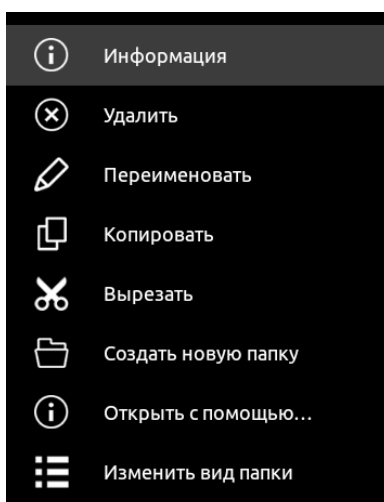 Информация
Удалить
Переименовать
Копировать
Вырезать
Создать новую папку
Открыть с помощью...
Изменить вид папки